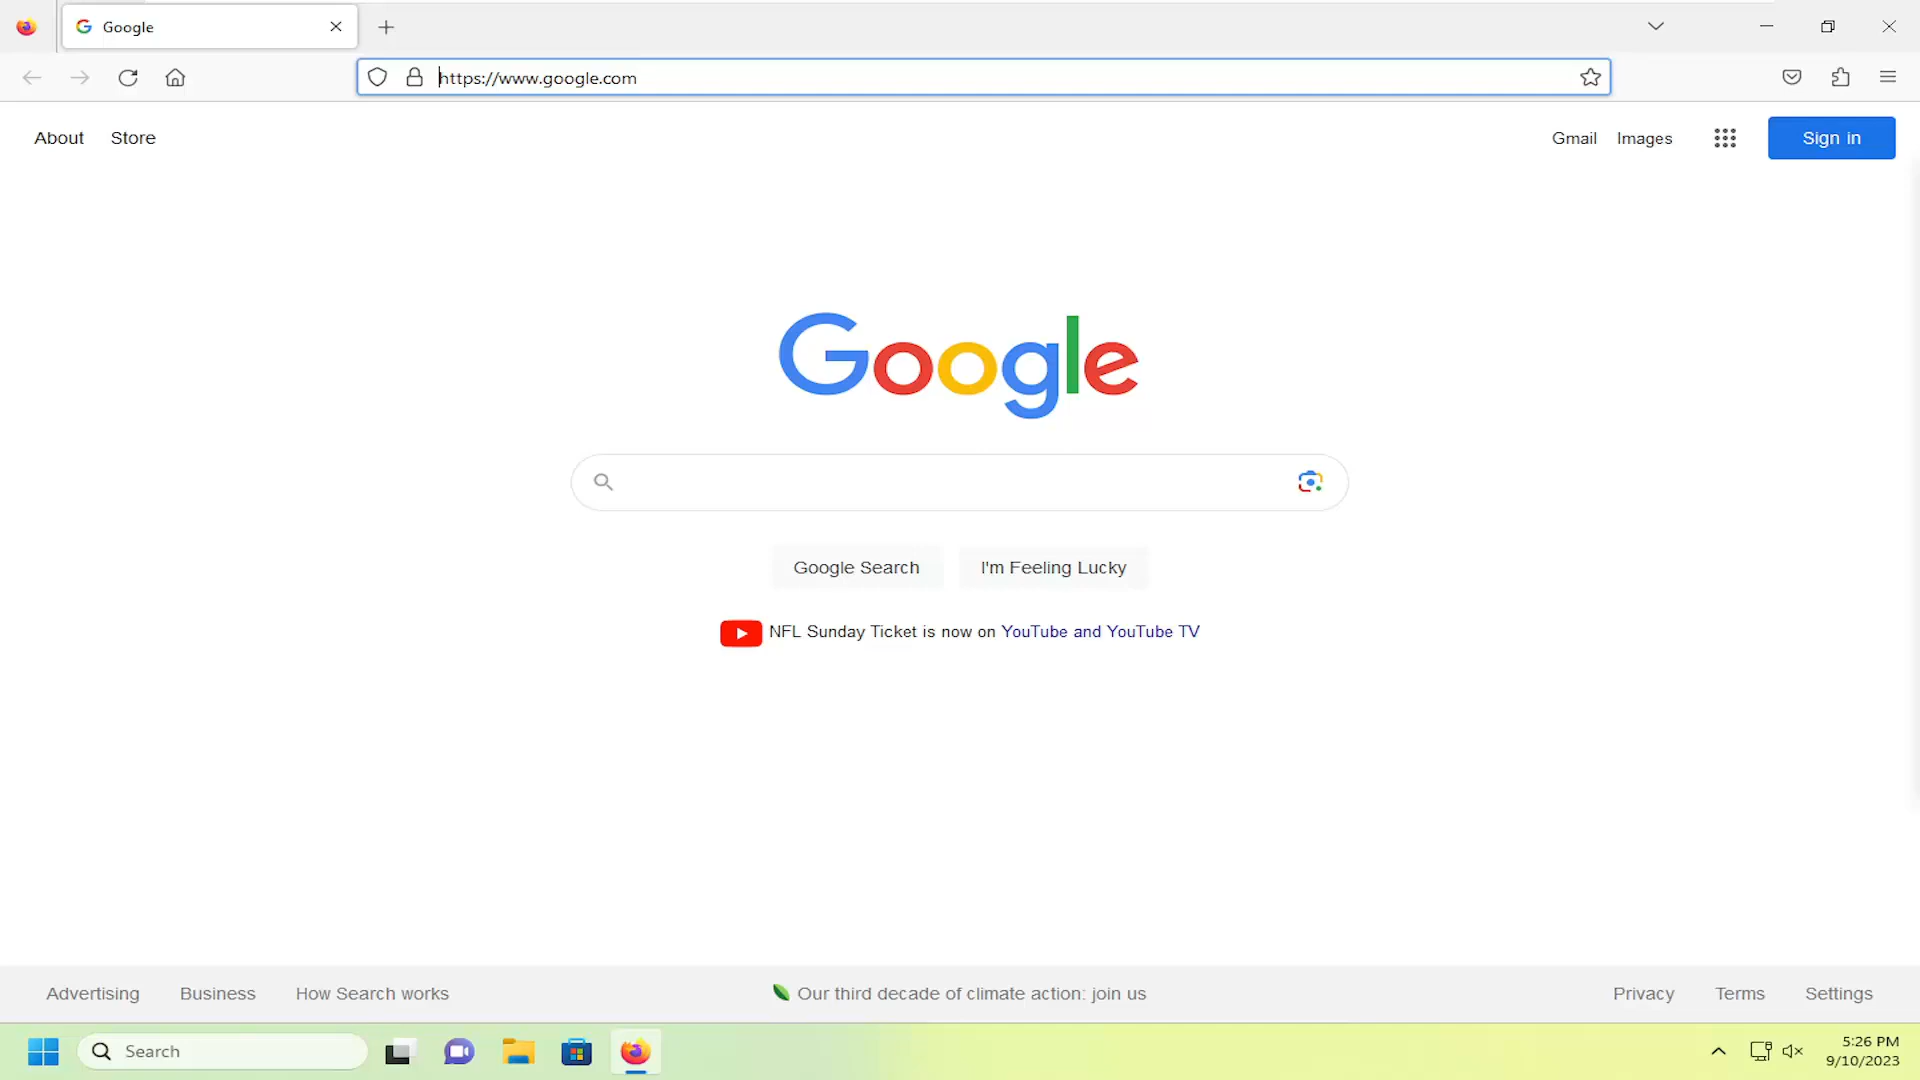 Google
https://www.google.com
About Store
Gmail Images Sign in
Google
Google Search I'm Feeling Lucky
NFL Sunday Ticket is now on YouTube and YouTube TV
Advertising Business How Search works
Our third decade of climate action: join us
Privacy Terms Settings
Search
5:26 PM
9/10/2023